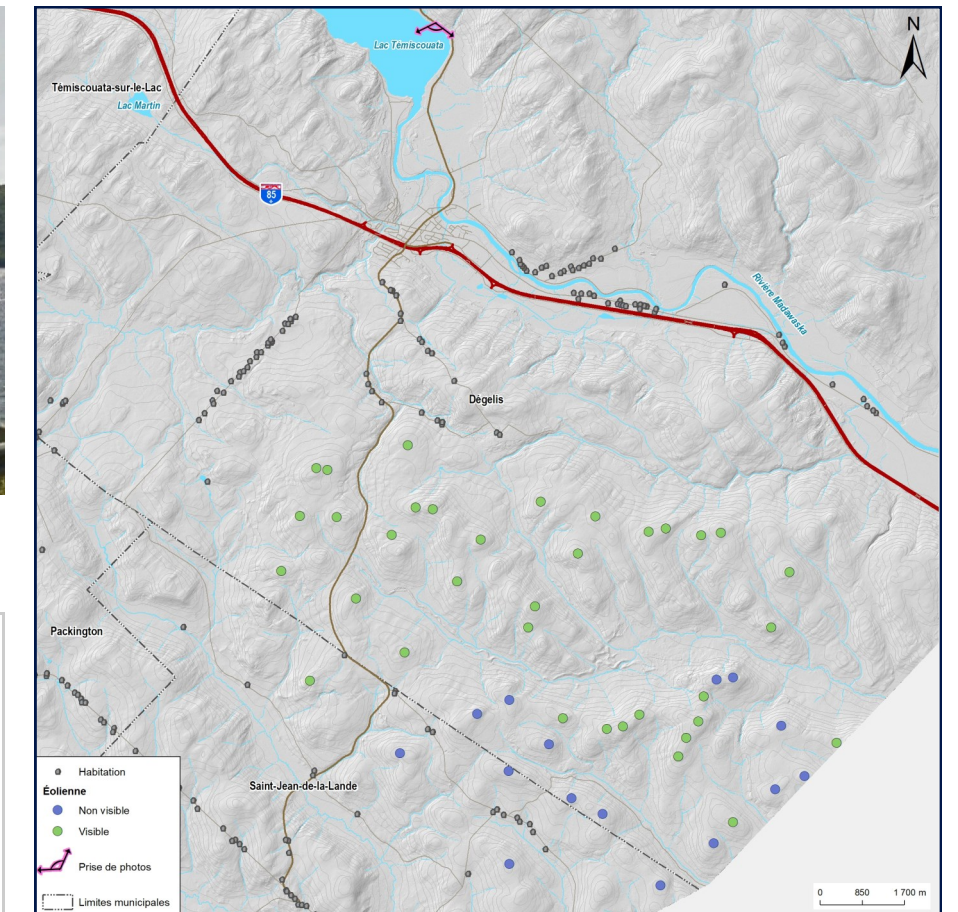 N
Lac Témiscouata
Témiscouata-sur-le-Lac
Lac Martin
85
Rivière Madawaska
Dégelis
Packington
Saint-Jean-de-la-Lande
Habitation
Éolienne
Non visible
Visible
Prise de photos
Limites municipales
0 850 1 700 m